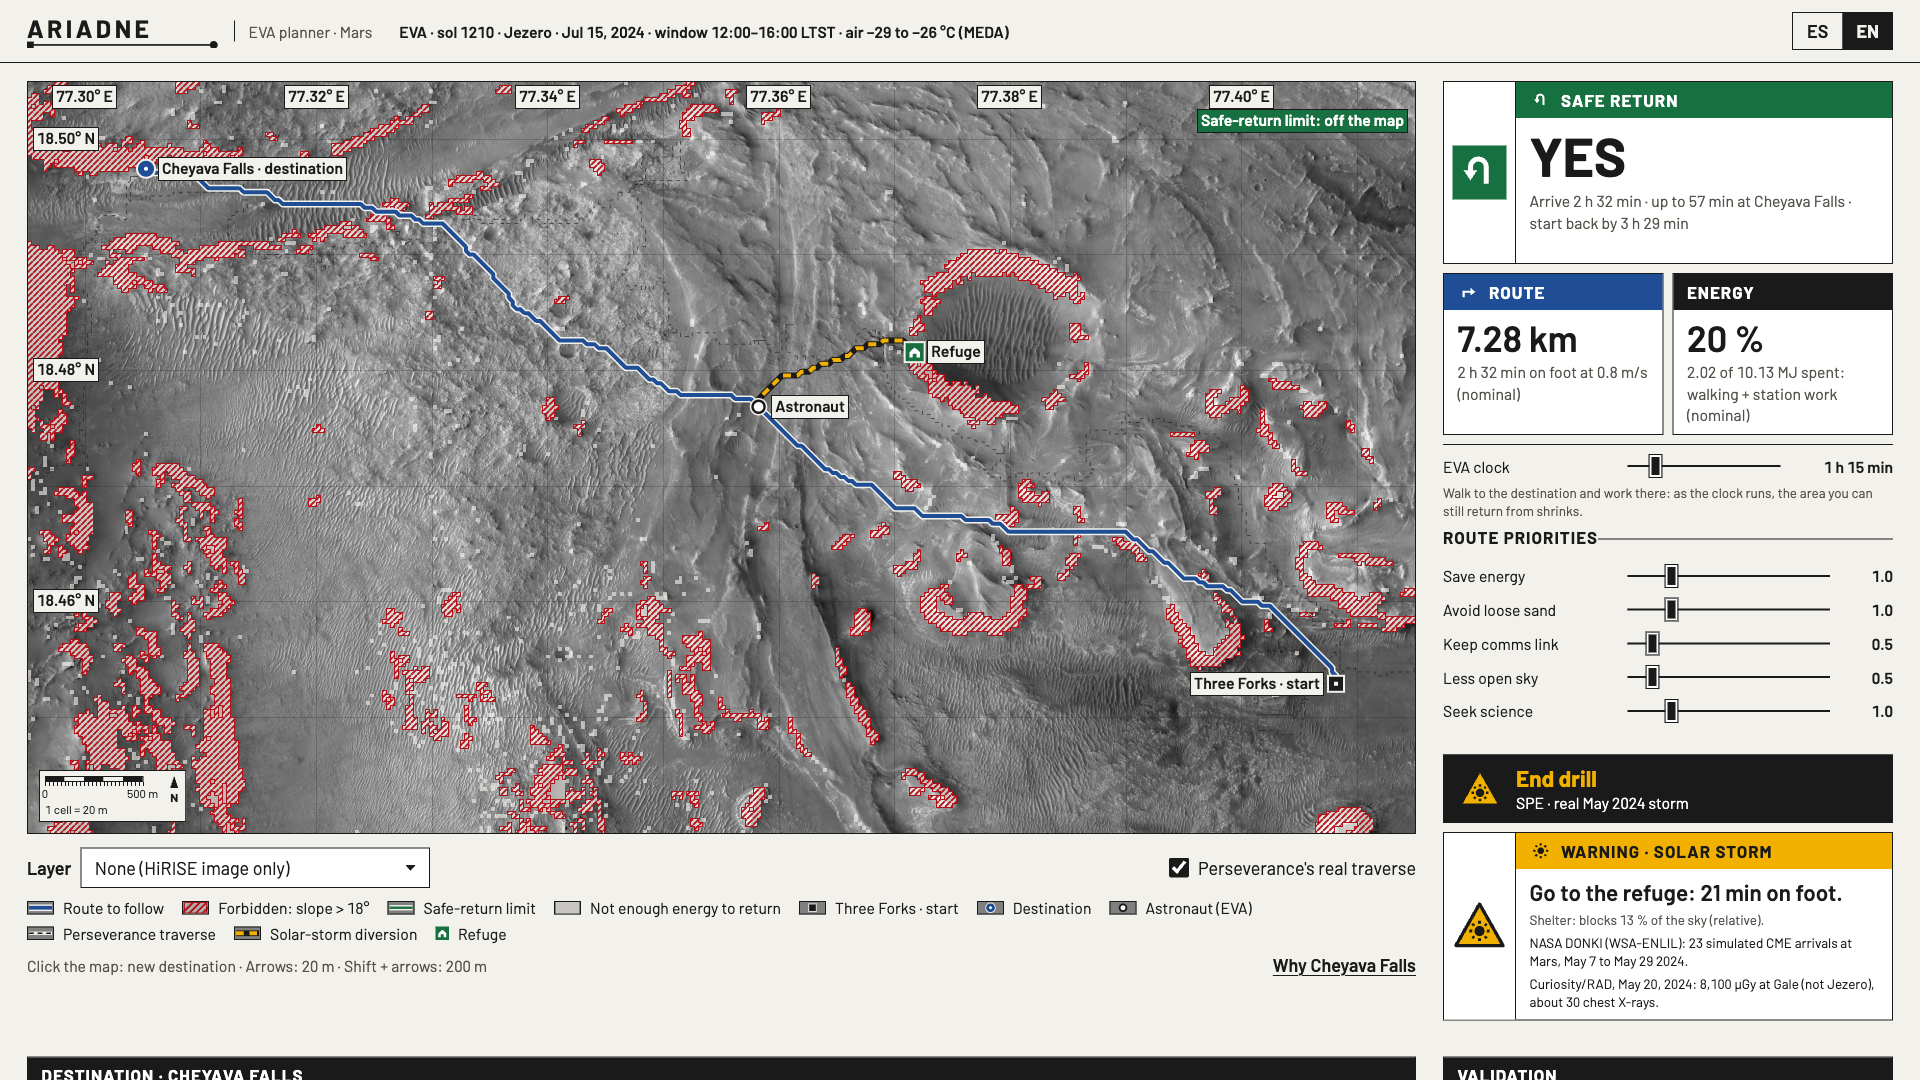 ARIADNE
EVA planner · Mars
EVA · sol 1210 · Jezero · Jul 15, 2024 · window 12:00–16:00 LTST · air −29 to −26 °C (MEDA)
ES
EN
77.30° E
77.32° E
77.34° E
77.36° E
77.38° E
77.40° E
Safe-return limit: off the map
18.50° N
Cheyava Falls · destination
18.48° N
Refuge
Astronaut
18.46° N
Three Forks · start
0
500 m
N
1 cell = 20 m
Layer
None (HiRISE image only)
Perseverance's real traverse
Route to follow
Forbidden: slope > 18°
Safe-return limit
Not enough energy to return
Three Forks · start
Destination
Astronaut (EVA)
Perseverance traverse
Solar-storm diversion
Refuge
Click the map: new destination · Arrows: 20 m · Shift + arrows: 200 m
Why Cheyava Falls
DESTINATION · CHEYAVA FALLS
SAFE RETURN
YES
Arrive 2 h 32 min · up to 57 min at Cheyava Falls ·
start back by 3 h 29 min
ROUTE
7.28 km
2 h 32 min on foot at 0.8 m/s
(nominal)
ENERGY
20 %
2.02 of 10.13 MJ spent:
walking + station work
(nominal)
EVA clock
1 h 15 min
Walk to the destination and work there: as the clock runs, the area you can
still return from shrinks.
ROUTE PRIORITIES
Save energy
1.0
Avoid loose sand
1.0
Keep comms link
0.5
Less open sky
0.5
Seek science
1.0
End drill
SPE · real May 2024 storm
WARNING · SOLAR STORM
Go to the refuge: 21 min on foot.
Shelter: blocks 13 % of the sky (relative).
NASA DONKI (WSA-ENLIL): 23 simulated CME arrivals at
Mars, May 7 to May 29 2024.
Curiosity/RAD, May 20, 2024: 8,100 µGy at Gale (not Jezero),
about 30 chest X-rays.
VALIDATION